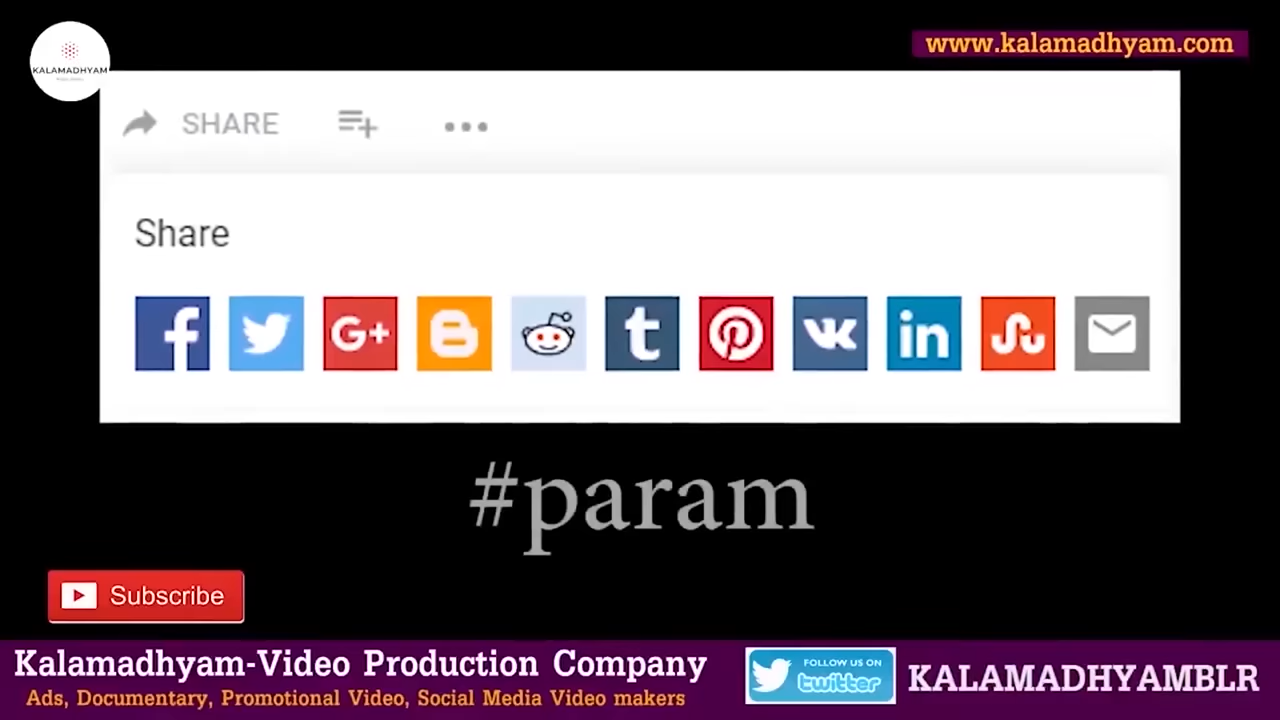 KALAMADHYAM
www.kalamadhyam.com
SHARE
Share
G+
#param
Subscribe
Kalamadhyam-Video Production Company
Ads, Documentary, Promotional Video, Social Media Video makers
FOLLOW US ON
twitter
KALAMADHYAMBLR